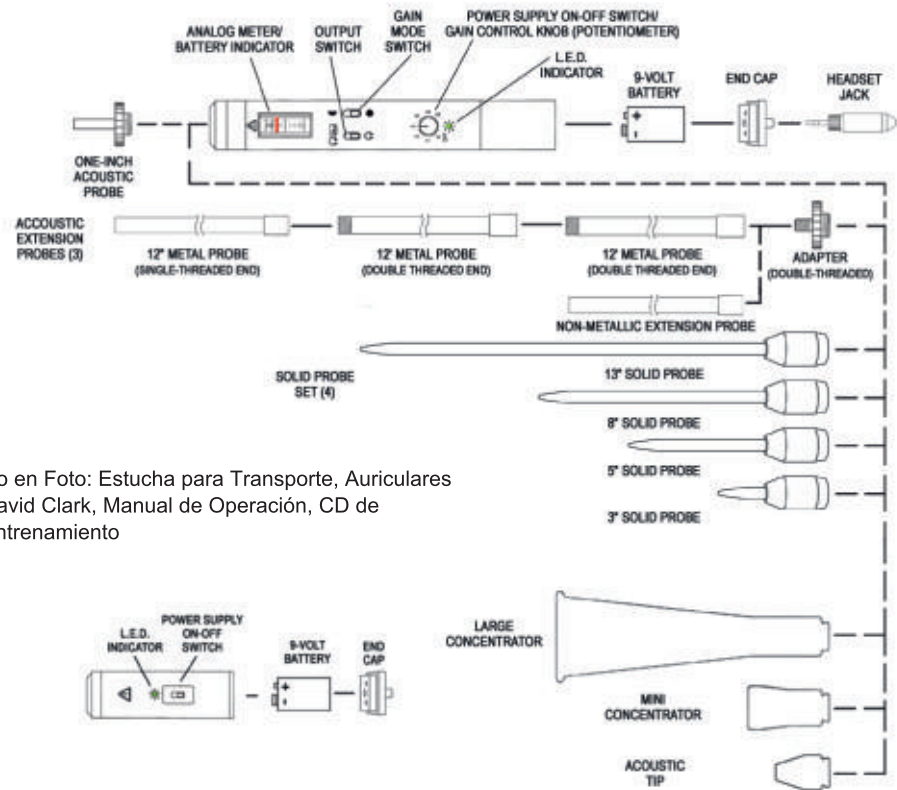 ANALOG METER/
BATTERY INDICATOR
OUTPUT
SWITCH
GAIN
MODE
SWITCH
POWER SUPPLY ON-OFF SWITCH/
GAIN CONTROL KNOB (POTENTIOMETER)
L.E.D.
INDICATOR
9-VOLT
BATTERY
END CAP
HEADSET
JACK
ONE-INCH
ACOUSTIC
PROBE
ACCOUSTIC
EXTENSION
PROBES (3)
12" METAL PROBE
(SINGLE-THREADED END)
12' METAL PROBE
(DOUBLE THREADED END)
12' METAL PROBE
(DOUBLE THREADED END)
ADAPTER
(DOUBLE-THREADED)
NON-METALLIC EXTENSION PROBE
SOLID PROBE
SET (4)
13" SOLID PROBE
8" SOLID PROBE
5" SOLID PROBE
3" SOLID PROBE
o en Foto: Estucha para Transporte, Auriculares
avid Clark, Manual de Operación, CD de
ntrenamiento
L.E.D.
INDICATOR
POWER SUPPLY
ON-OFF
SWITCH
9-VOLT
BATTERY
END
CAP
LARGE
CONCENTRATOR
MINI
CONCENTRATOR
ACOUSTIC
TIP